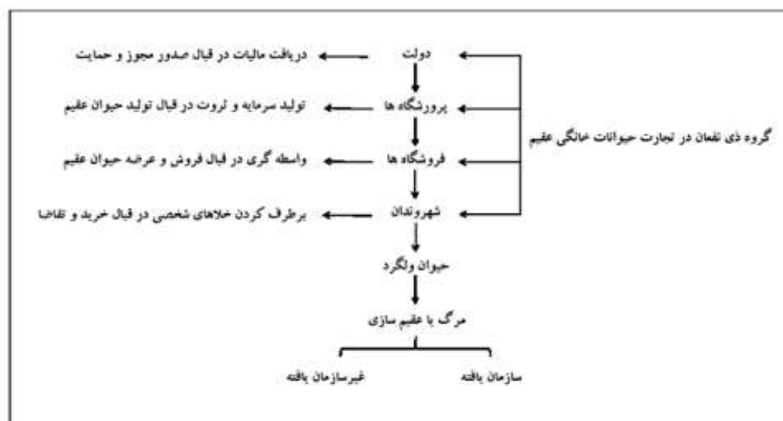 دولت
دریافت مالیات در قبال صدور مجوز و حمایت
پرورشگاه ها
تولید سرمایه و ثروت در قبال تولید حیوان عقیم
گروه ذی نفعان در تجارت حیوانات خانگی عقیم
فروشگاه ها
واسطه گری در قبال فروش و عرضه حیوان عقیم
شهروندان
برطرف کردن خلاهای شخصی در قبال خرید و تقاضا
حیوان ولگرد
مرگ یا عقیم سازی
سازمان یافته
غیرسازمان یافته